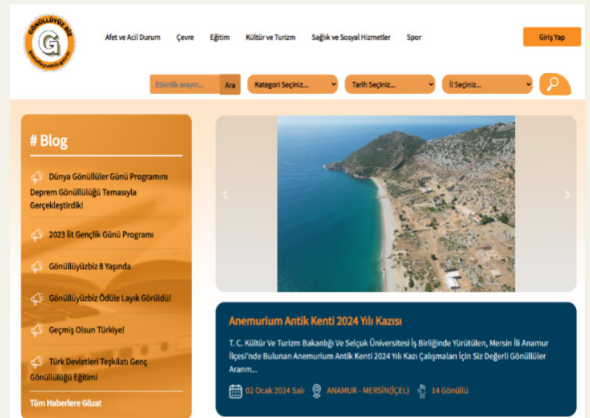 GÖNÜLLÜYÜZ BİZ
G
Afet ve Acil Durum Çevre Eğitim Kültür ve Turizm Sağlık ve Sosyal Hizmetler Spor Giriş Yap
Etkinlik arayın... Ara Kategori Seçiniz... Tarih Seçiniz... İl Seçiniz...
# Blog
Dünya Gönüllüler Günü Programını
Deprem Gönüllülüğü Temasıyla
Gerçekleştirdik!
2023 İlt Gençlik Günü Programı
Gönüllüyüzbiz 8 Yaşında
Gönüllüyüzbiz Ödüle Layık Görüldü!
Geçmiş Olsun Türkiye!
Türk Devletleri Teşkilatı Genç
Gönüllülüğü Eğitimi
Tüm Haberlere Gözat
Anemurium Antik Kenti 2024 Yılı Kazısı
T. C. Kültür Ve Turizm Bakanlığı Ve Selçuk Üniversitesi İş Birliğinde Yürütülen, Mersin İli Anamur
İlçesi'nde Bulunan Anemurium Antik Kenti 2024 Yılı Kazı Çalışmaları İçin Siz Değerli Gönüllüler
Aranm...
02 Ocak 2024 Salı ANAMUR - MERSİN(İÇEL) 14 Gönüllü